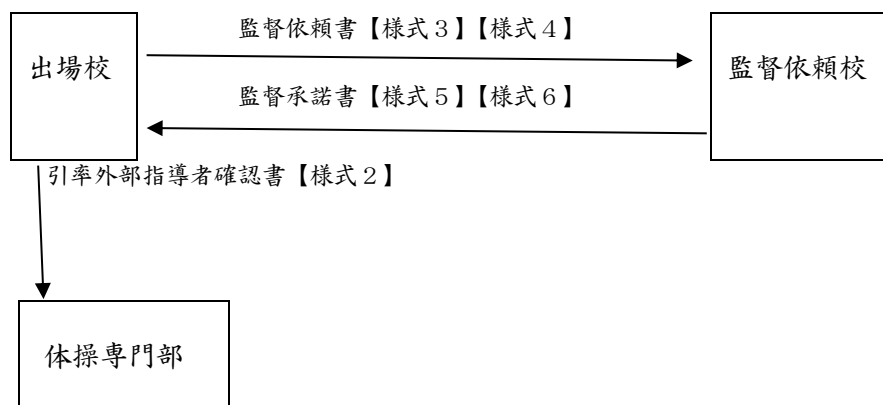 監督依頼書【様式3】【様式4】
出場校
監督依頼校
監督承諾書【様式5】【様式6】
引率外部指導者確認書【様式2】
体操専門部